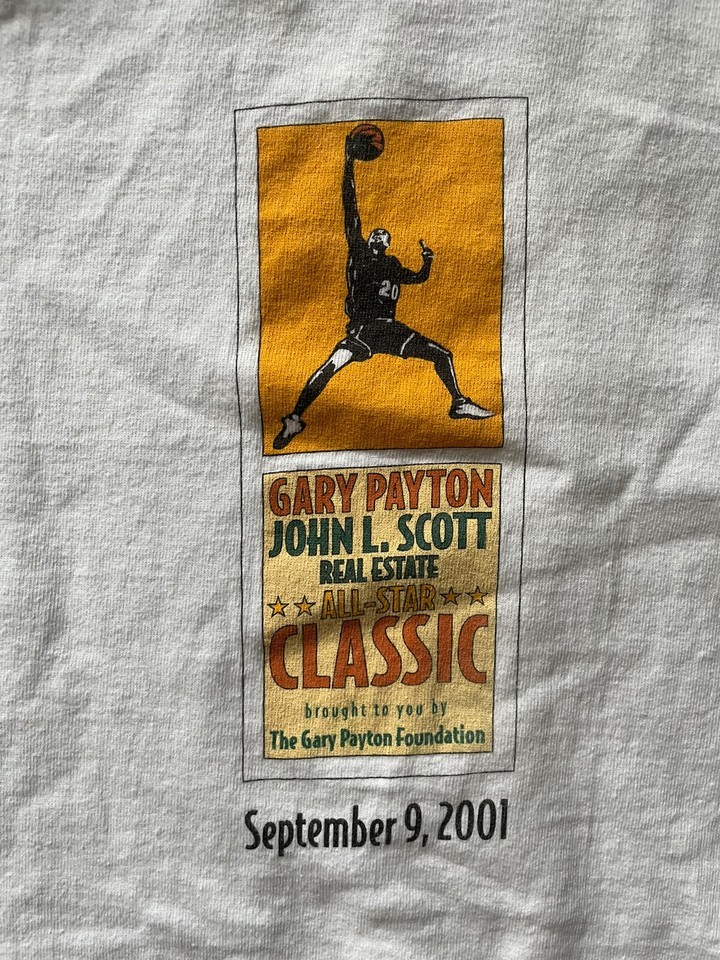 20
GARY PAYTON
JOHN L. SCOTT
REAL ESTATE
ALL-STAR
CLASSIC
brought to you by
The Gary Payton Foundation
September 9, 2001